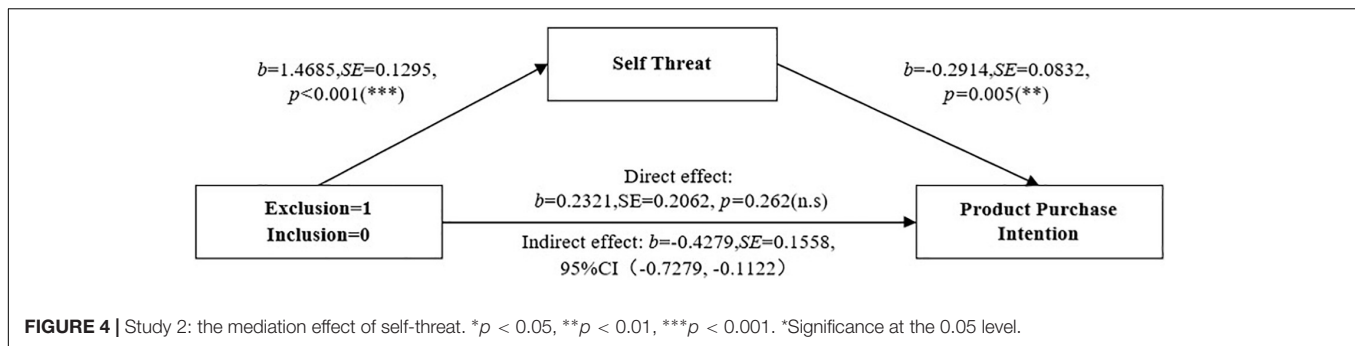 Self Threat
b=1.4685,SE=0.1295,
p<0.001(***)
b=-0.2914,SE=0.0832,
p=0.005(**)
Exclusion=1
Inclusion=0
Direct effect:
b=0.2321,SE=0.2062, p=0.262(n.s)
Indirect effect: b=-0.4279,SE=0.1558,
95%CI（-0.7279, -0.1122）
Product Purchase
Intention
FIGURE 4 | Study 2: the mediation effect of self-threat. *p < 0.05, **p < 0.01, ***p < 0.001. *Significance at the 0.05 level.